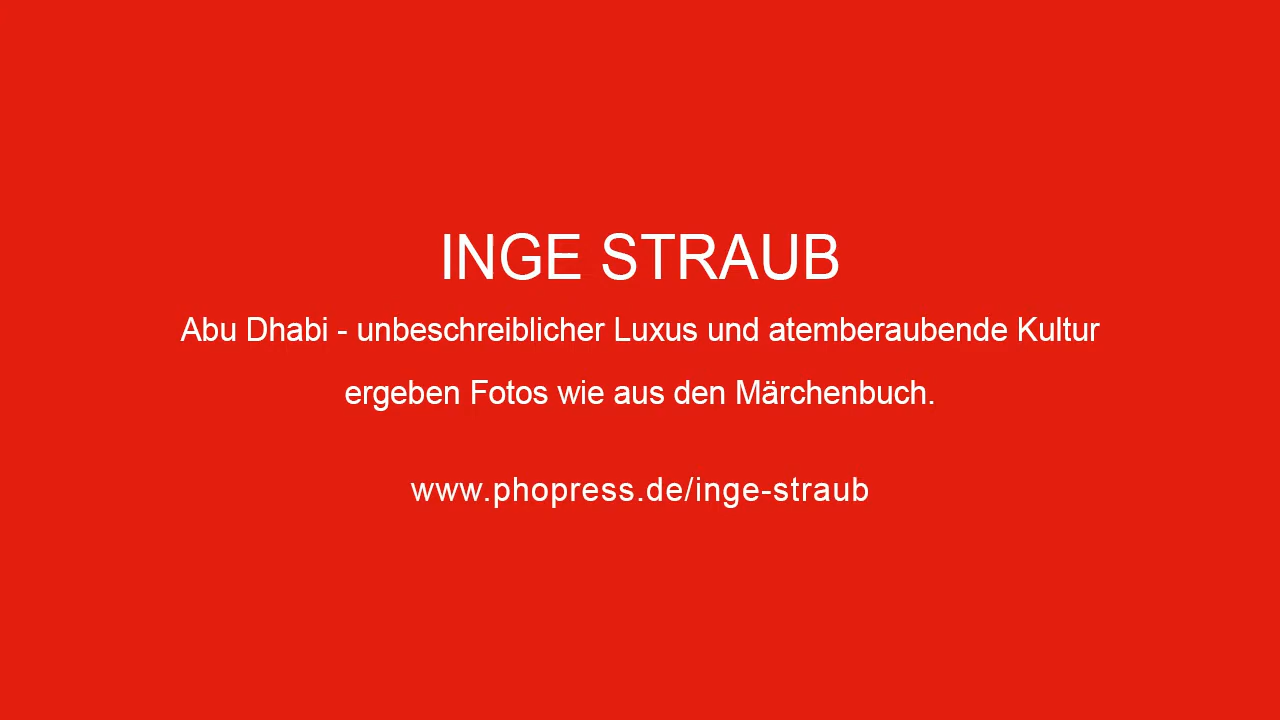 INGE STRAUB
Abu Dhabi - unbeschreiblicher Luxus und atemberaubende Kultur
ergeben Fotos wie aus den Märchenbuch.
www.phopress.de/inge-straub